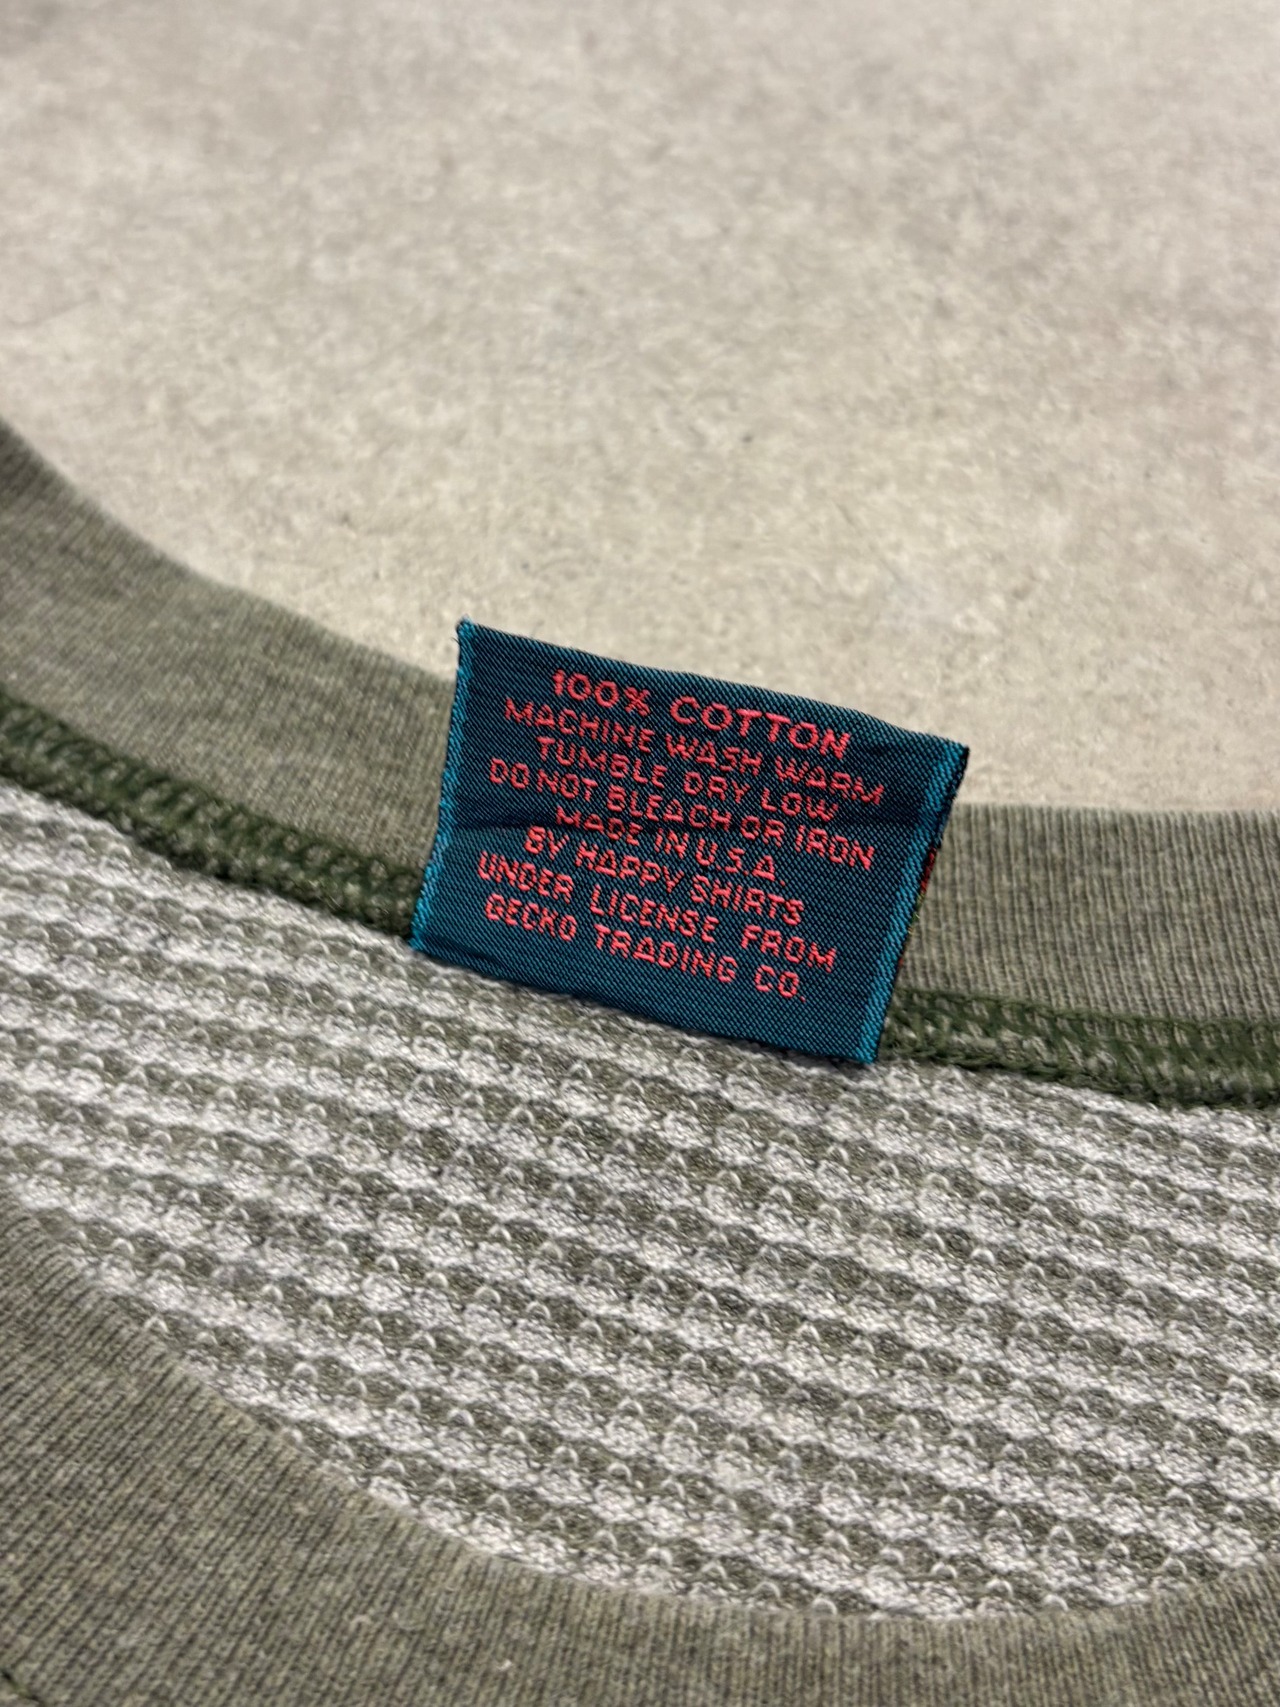 100% COTTON
MACHINE WASH WARM
TUMBLE DRY LOW
DO NOT BLEACH OR IRON
MADE IN U.S.A.
BY HAPPY SHIRTS
UNDER LICENSE FROM
GECKO TRADING CO.